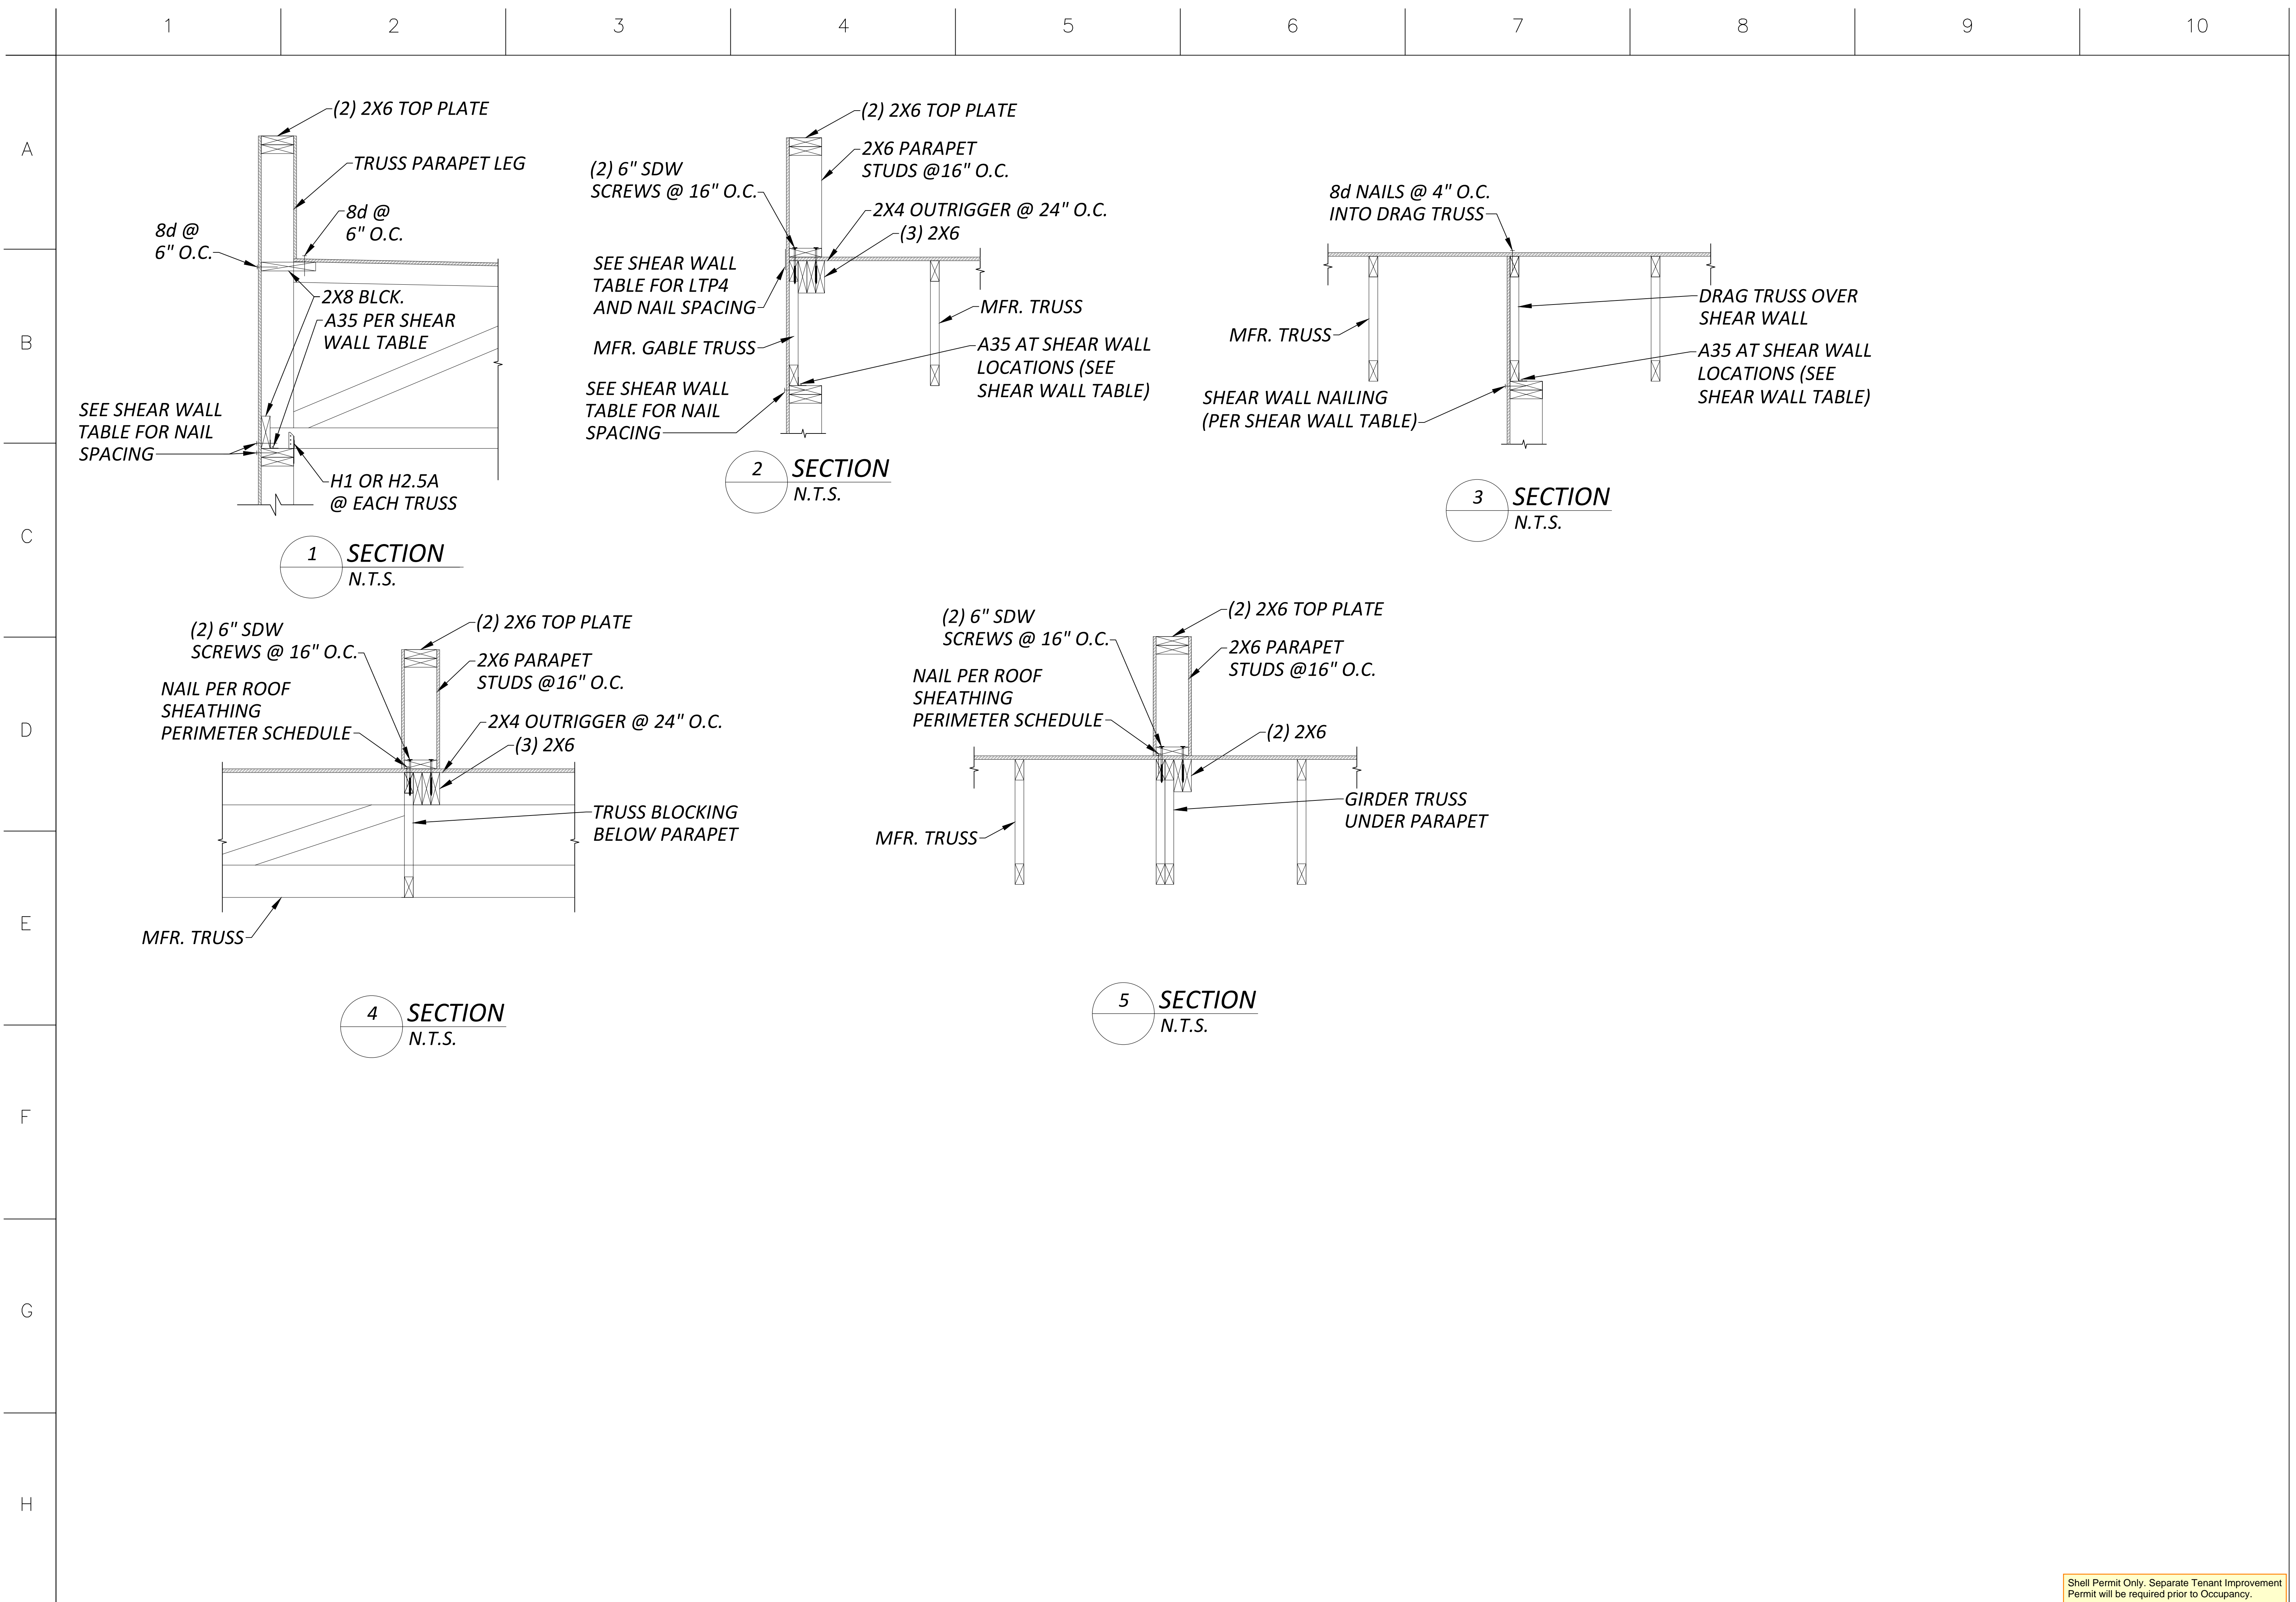 1 2 3 4 5 6 7 8 9 10
A
B
C
D
E
F
G
H
(2) 2X6 TOP PLATE
TRUSS PARAPET LEG
8d @
6" O.C.
8d @
6" O.C.
2X8 BLCK.
A35 PER SHEAR
WALL TABLE
SEE SHEAR WALL
TABLE FOR NAIL
SPACING
H1 OR H2.5A
@ EACH TRUSS
1 SECTION
N.T.S.
(2) 2X6 TOP PLATE
2X6 PARAPET
STUDS @16" O.C.
(2) 6" SDW
SCREWS @ 16" O.C.
2X4 OUTRIGGER @ 24" O.C.
(3) 2X6
SEE SHEAR WALL
TABLE FOR LTP4
AND NAIL SPACING
MFR. TRUSS
MFR. GABLE TRUSS
A35 AT SHEAR WALL
LOCATIONS (SEE
SHEAR WALL TABLE)
SEE SHEAR WALL
TABLE FOR NAIL
SPACING
2 SECTION
N.T.S.
8d NAILS @ 4" O.C.
INTO DRAG TRUSS
DRAG TRUSS OVER
SHEAR WALL
MFR. TRUSS
A35 AT SHEAR WALL
LOCATIONS (SEE
SHEAR WALL TABLE)
SHEAR WALL NAILING
(PER SHEAR WALL TABLE)
3 SECTION
N.T.S.
(2) 6" SDW
SCREWS @ 16" O.C.
(2) 2X6 TOP PLATE
2X6 PARAPET
STUDS @16" O.C.
NAIL PER ROOF
SHEATHING
PERIMETER SCHEDULE
2X4 OUTRIGGER @ 24" O.C.
(3) 2X6
TRUSS BLOCKING
BELOW PARAPET
MFR. TRUSS
4 SECTION
N.T.S.
(2) 6" SDW
SCREWS @ 16" O.C.
(2) 2X6 TOP PLATE
2X6 PARAPET
STUDS @16" O.C.
NAIL PER ROOF
SHEATHING
PERIMETER SCHEDULE
(2) 2X6
GIRDER TRUSS
UNDER PARAPET
MFR. TRUSS
5 SECTION
N.T.S.
Shell Permit Only. Separate Tenant Improvement
Permit will be required prior to Occupancy.